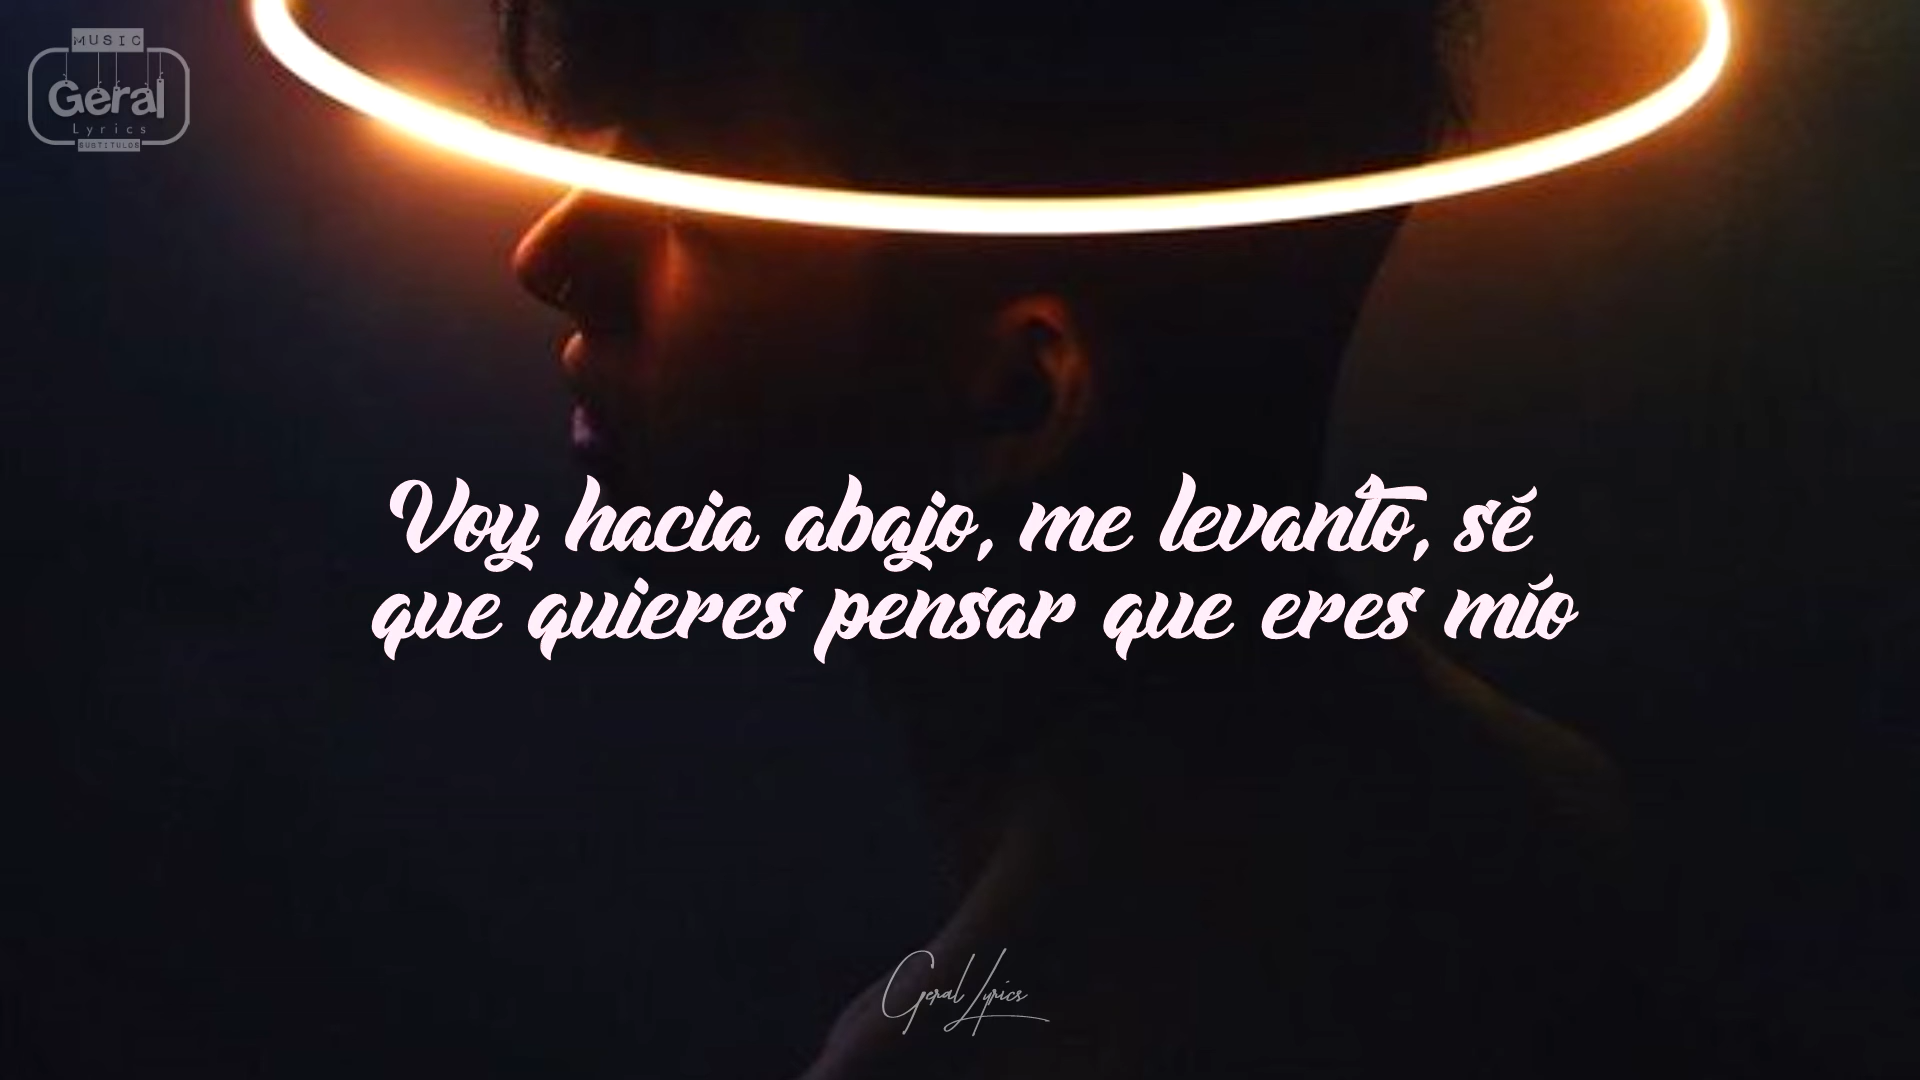 MUSIC
Geral
Lyrics
SUBTITULOS
Voy hacia abajo, me levanto, sé
que quieres pensar que eres mío
Geral Lyrics